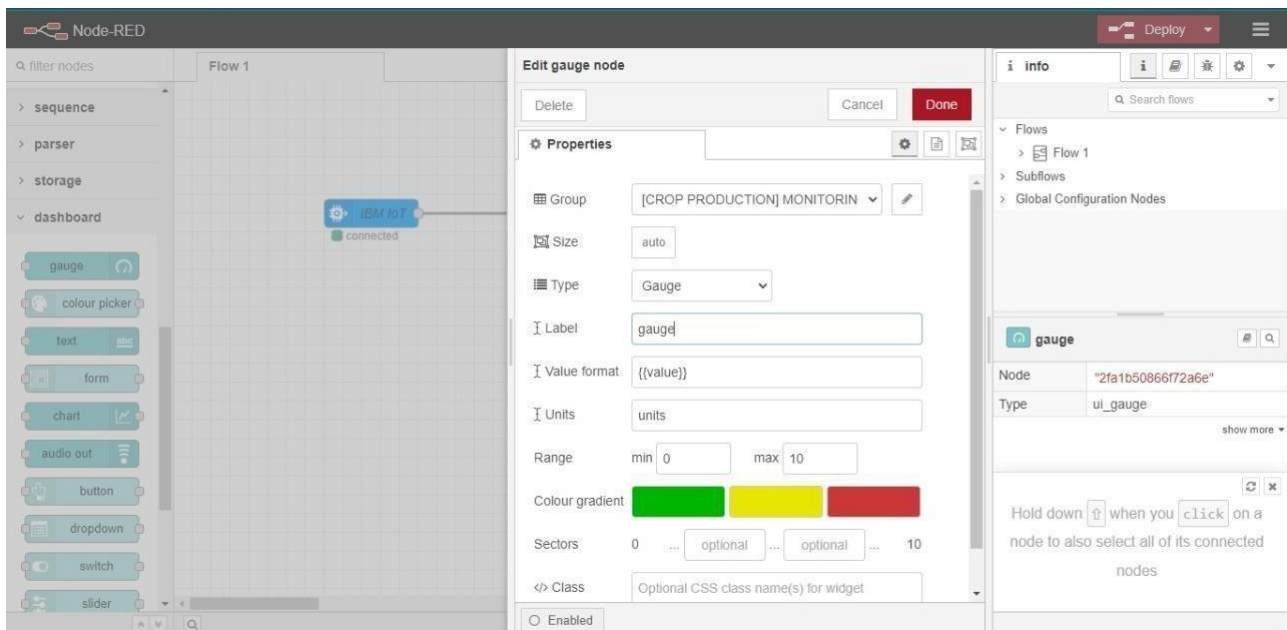 Node-RED
Deploy
filter nodes
sequence
parser
storage
dashboard
gauge
colour picker
text
abc
form
chart
audio out
button
dropdown
switch
slider
Flow 1
IBM IoT
connected
Edit gauge node
Delete
Cancel
Done
Properties
Group
[CROP PRODUCTION] MONITORIN
Size
auto
Type
Gauge
Label
gauge
Value format
{{value}}
Units
units
Range
min 0
max 10
Colour gradient
Sectors
0 ... optional ... optional ... 10
</> Class
Optional CSS class name(s) for widget
Enabled
i info
i
Search flows
Flows
Flow 1
Subflows
Global Configuration Nodes
gauge
Node
"2fa1b50866f72a6e"
Type
ui_gauge
show more
Hold down ⇧ when you click on a
node to also select all of its connected
nodes